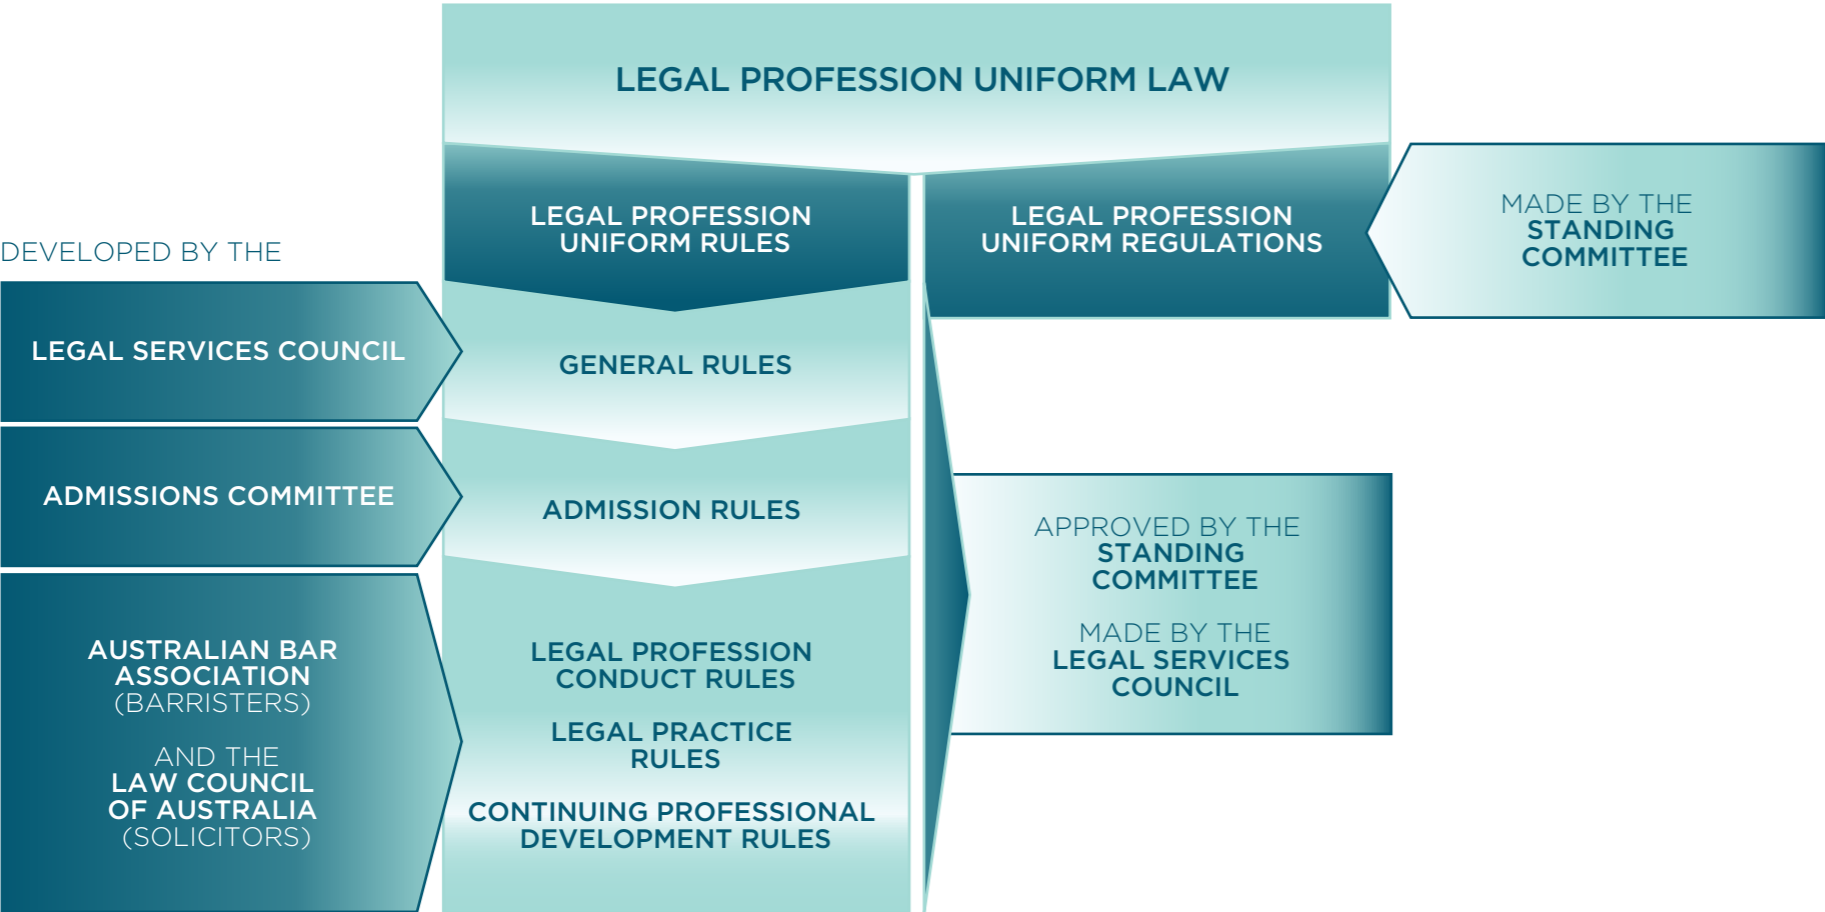 LEGAL PROFESSION UNIFORM LAW
LEGAL PROFESSION
UNIFORM RULES
LEGAL PROFESSION
UNIFORM REGULATIONS
MADE BY THE
STANDING
COMMITTEE
DEVELOPED BY THE
LEGAL SERVICES COUNCIL
GENERAL RULES
ADMISSIONS COMMITTEE
ADMISSION RULES
AUSTRALIAN BAR
ASSOCIATION
(BARRISTERS)
AND THE
LAW COUNCIL
OF AUSTRALIA
(SOLICITORS)
LEGAL PROFESSION
CONDUCT RULES
LEGAL PRACTICE
RULES
CONTINUING PROFESSIONAL
DEVELOPMENT RULES
APPROVED BY THE
STANDING
COMMITTEE
MADE BY THE
LEGAL SERVICES
COUNCIL